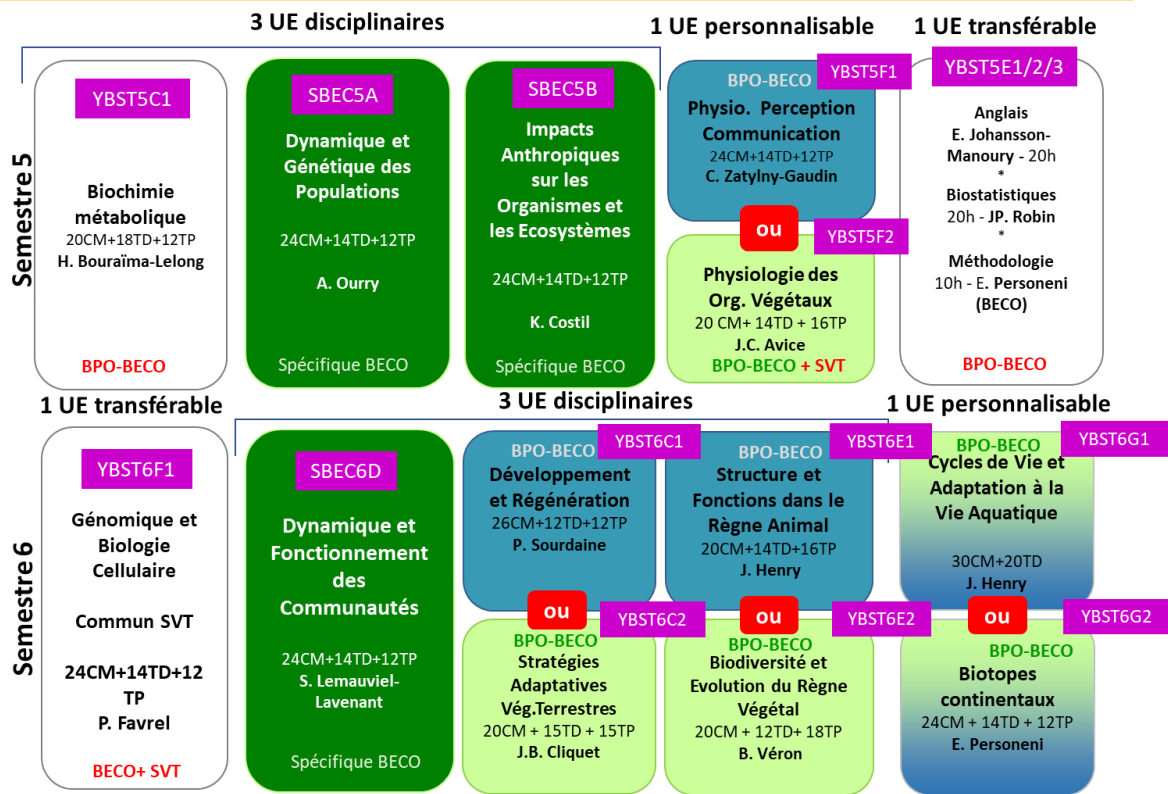 3 UE disciplinaires
1 UE personnalisable
1 UE transférable
Semestre 5
YBST5C1
Biochimie
métabolique
20CM+18TD+12TP
H. Bouraïma-Lelong
BPO-BECO
SBEC5A
Dynamique et
Génétique des
Populations
24CM+14TD+12TP
A. Ourry
Spécifique BECO
SBEC5B
Impacts
Anthropiques
sur les
Organismes et
les Ecosystèmes
24CM+14TD+12TP
K. Costil
Spécifique BECO
YBST5F1
BPO-BECO
Physio. Perception
Communication
24CM+14TD+12TP
C. Zatylny-Gaudin
ou
YBST5F2
Physiologie des
Org. Végétaux
20 CM+ 14TD + 16TP
J.C. Avice
BPO-BECO + SVT
YBST5E1/2/3
Anglais
E. Johansson-
Manoury - 20h
*
Biostatistiques
20h - JP. Robin
*
Méthodologie
10h - E. Personeni
(BECO)
BPO-BECO
1 UE transférable
3 UE disciplinaires
1 UE personnalisable
Semestre 6
YBST6F1
Génomique et
Biologie
Cellulaire
Commun SVT
24CM+14TD+12
TP
P. Favrel
BECO+ SVT
SBEC6D
Dynamique et
Fonctionnement
des
Communautés
24CM+14TD+12TP
S. Lemauviel-
Lavenant
Spécifique BECO
YBST6C1
BPO-BECO
Développement
et Régénération
26CM+12TD+12TP
P. Sourdaine
ou
YBST6C2
BPO-BECO
Stratégies
Adaptatives
Vég.Terrestres
20CM + 15TD + 15TP
J.B. Cliquet
YBST6E1
BPO-BECO
Structure et
Fonctions dans le
Règne Animal
20CM+14TD+16TP
J. Henry
ou
YBST6E2
BPO-BECO
Biodiversité et
Evolution du Règne
Végétal
20CM + 12TD+ 18TP
B. Véron
YBST6G1
BPO-BECO
Cycles de Vie et
Adaptation à la
Vie Aquatique
30CM+20TD
J. Henry
ou
YBST6G2
BPO-BECO
Biotopes
continentaux
24CM + 14TD + 12TP
E. Personeni